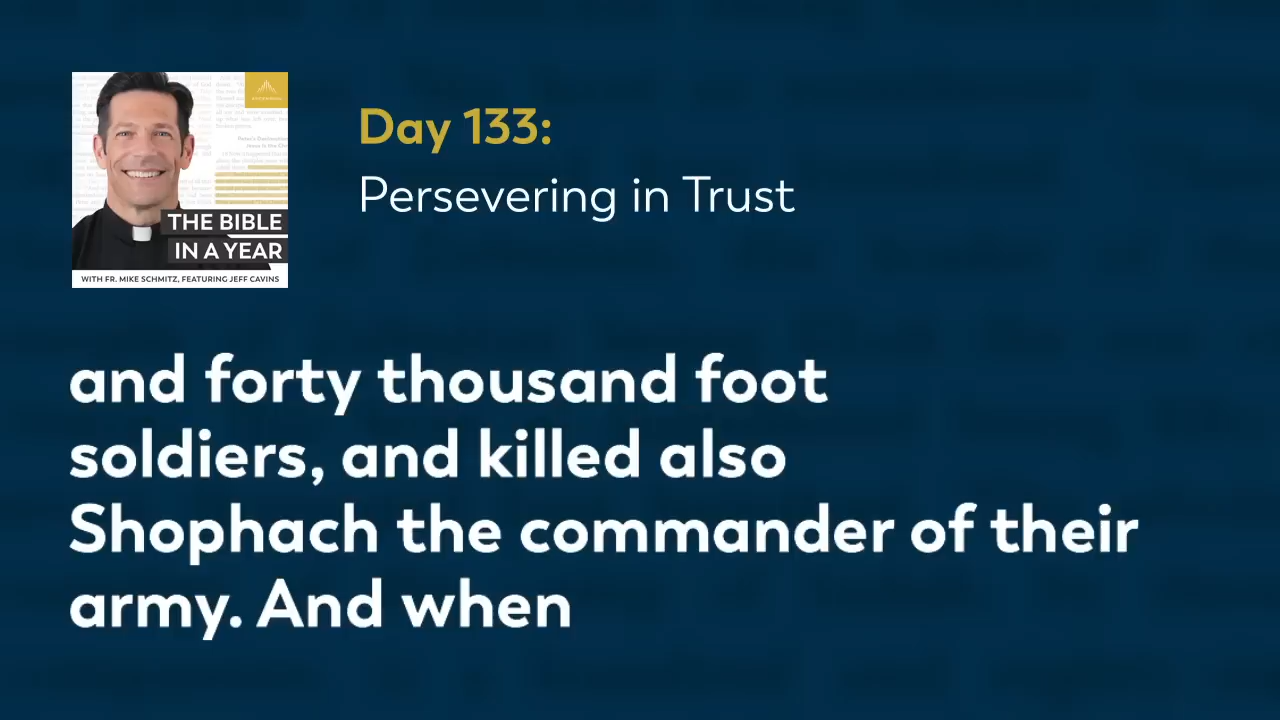 Day 133:
Persevering in Trust
THE BIBLE
IN A YEAR
WITH FR. MIKE SCHMITZ, FEATURING JEFF CAVINS
and forty thousand foot
soldiers, and killed also
Shophach the commander of their
army. And when